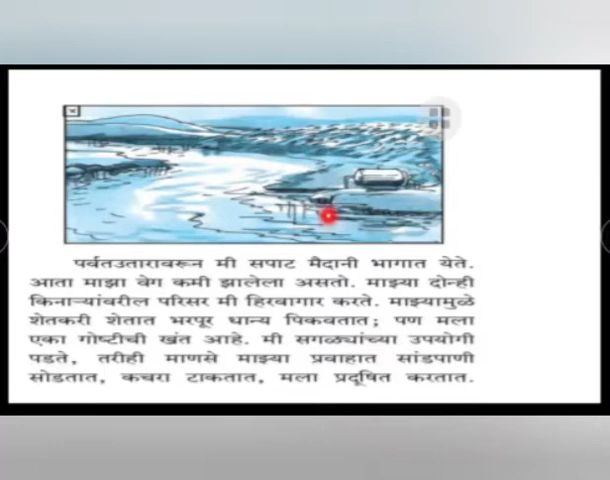 पर्वतउतारावरून मी सपाट मैदानी भागात येते.
आता माझा वेग कमी झालेला असतो. माझ्या दोन्ही
किनाऱ्यांवरील परिसर मी हिरवागार करते. माझ्यामुळे
शेतकरी शेतात भरपूर धान्य पिकवतात; पण मला
एका गोष्टीची खंत आहे. मी सगळ्यांच्या उपयोगी
पडते, तरीही माणसे माझ्या प्रवाहात सांडपाणी
सोडतात, कचरा टाकतात, मला प्रदूषित करतात.